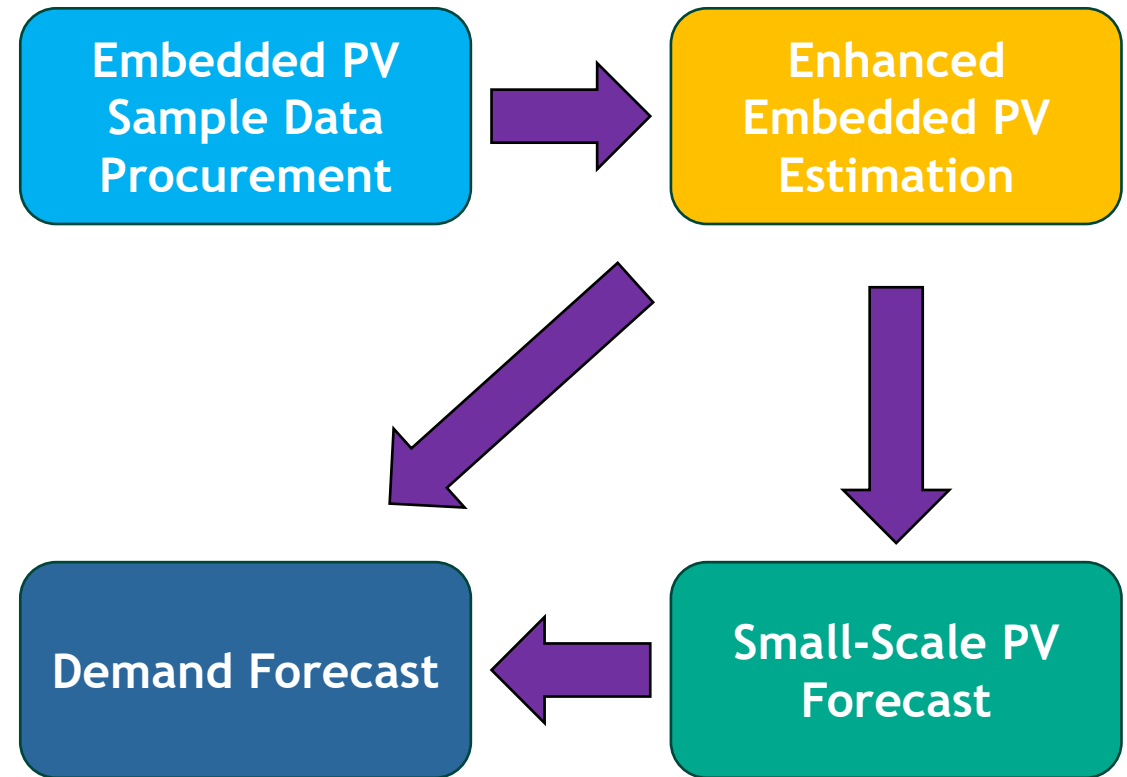 Embedded PV
Sample Data
Procurement
Enhanced
Embedded PV
Estimation
Demand Forecast
Small-Scale PV
Forecast